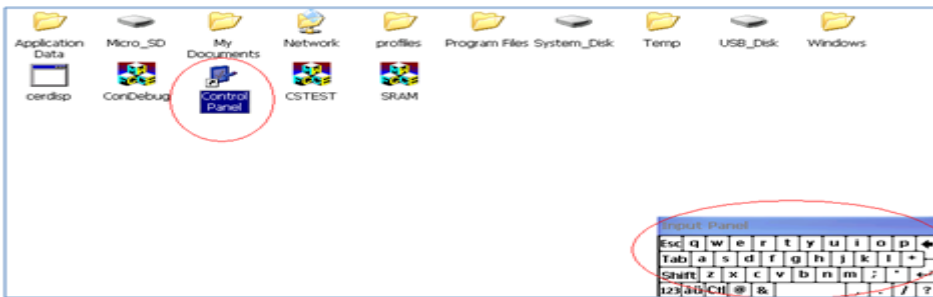 Application Data Micro_SD My Documents Network profiles Program Files System_Disk Temp USB_Disk Windows
cerdisp ConDebug Control Panel CSTEST SRAM
Input Panel
Esc q w e r t y u i o p
Tab a s d f g h j k l
Shift z x c v b n m ;
123 áü Ctl @ & / ?